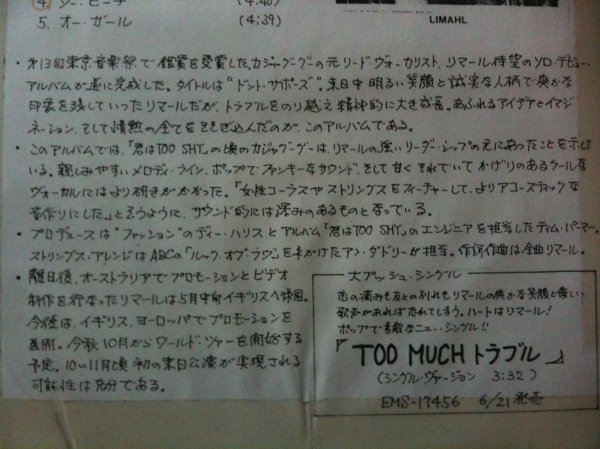 4. ダー・ビーチ (4:40)
5. オー・ガール (4:39)
LIMAHL
・第13回東京音楽祭で銀賞を受賞した、カジャ・グーグーの元リード・ヴォーカリスト、リマール待望のソロ・デビュー・
アルバムが遂に完成した。タイトルは"ドント・サポーズ"。来日中明るい笑顔と誠実な人柄で爽かな
印象を残していったリマールだが、トラブルをのり越え精神的に大きく成長。あふれるアイデアとイマジ
ネーション、そして情熱の全てをそそぎ込んだのが、このアルバムである。
・このアルバムでは、「君はTOO SHY」の頃のカジャグーグーは、リマールの強いリーダー・シップの元にあったことを示して
いる。親しみやすいメロディ・ライン、ポップでファンキーなサウンド、そして甘くそれでいてかげりのあるクールな
ヴォーカルにはより研きがかかった。「女性コーラスやストリングスをフィーチャーして、よりアコースティックな
音作りにした」と言うように、サウンド的には深みのあるものとなっている。
・プロデュースは"ファッション"のディー・ハリスとアルバム「君はTOO SHY」のエンジニアを担当したティム・パーマー。
ストリングス・アレンジはABCの「ルック・オブ・ラヴ」を手がけたアン・ダドリーが担当。作詞作曲は全曲リマール。
・離日後、オーストラリアでプロモーションとビデオ
制作を行なったリマールは5月中旬イギリスへ帰国。
今後は、イギリス、ヨーロッパでプロモーションを
展開。今秋10月からワールド・ツァーを開始する
予定。10〜11月頃初の来日公演が実現される
可能性は充分である。
大プッシュ・シングル
恋の痛みも友との別れもリマールの爽かな笑顔と優しい
歌声があれば忘れてしまう。ハートはリマール!
ポップで素敵なニュー・シングル!!
『TOO MUCH トラブル』
(シングル・ヴァージョン 3:32)
EMS-17456 6/21発売